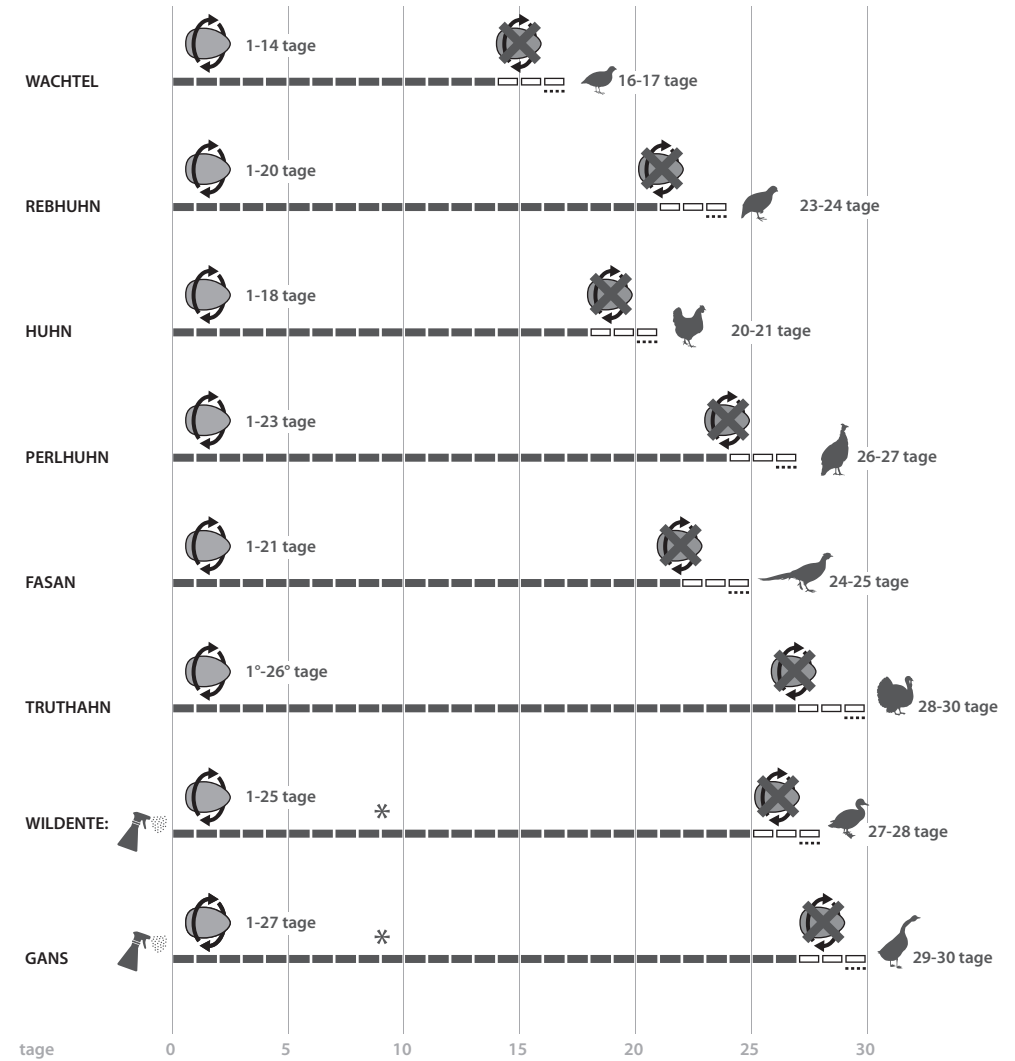 1-14 tage
WACHTEL
16-17 tage
1-20 tage
REBHUHN
23-24 tage
1-18 tage
HUHN
20-21 tage
1-23 tage
PERLHUHN
26-27 tage
1-21 tage
FASAN
24-25 tage
1°-26° tage
TRUTHAHN
28-30 tage
1-25 tage
*
WILDENTE:
27-28 tage
1-27 tage
*
GANS
29-30 tage
tage 0 5 10 15 20 25 30